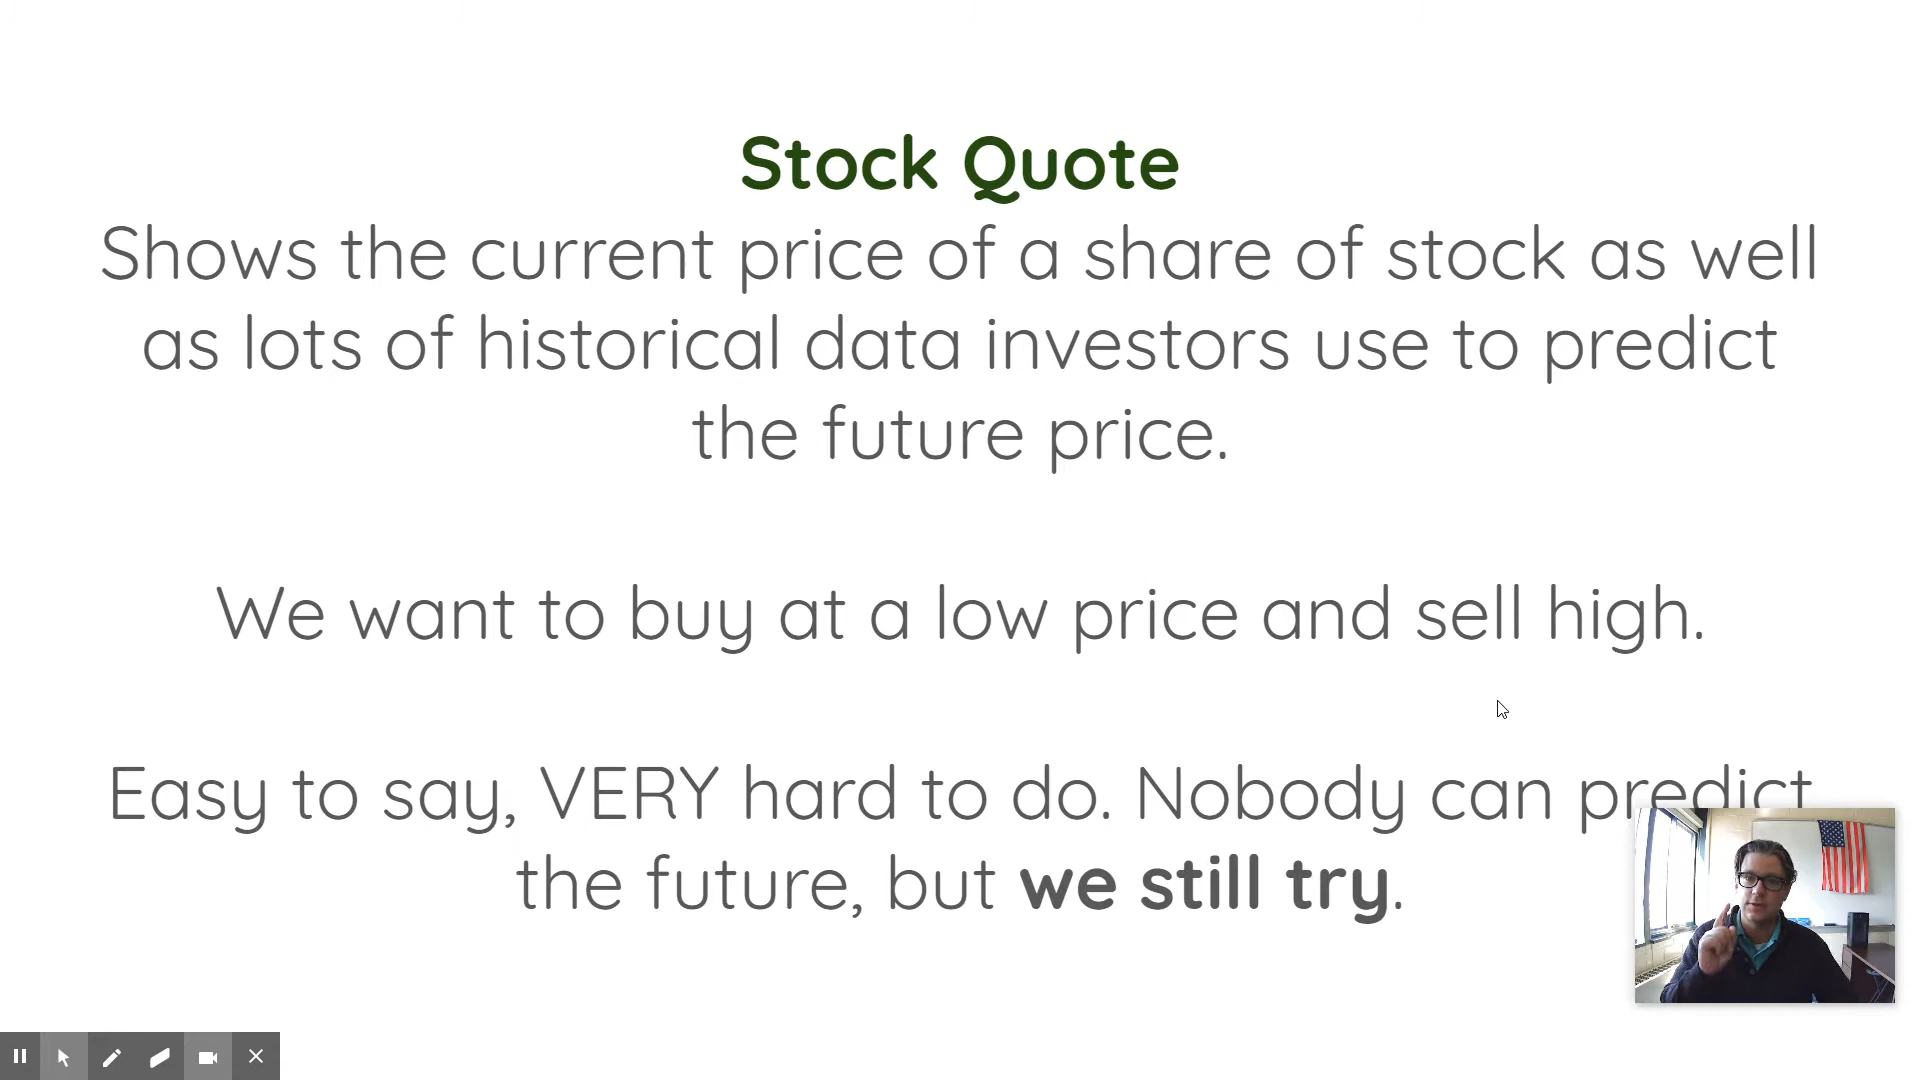 Stock Quote
Shows the current price of a share of stock as well
as lots of historical data investors use to predict
the future price.
We want to buy at a low price and sell high.
Easy to say, VERY hard to do. Nobody can predict
the future, but we still try.